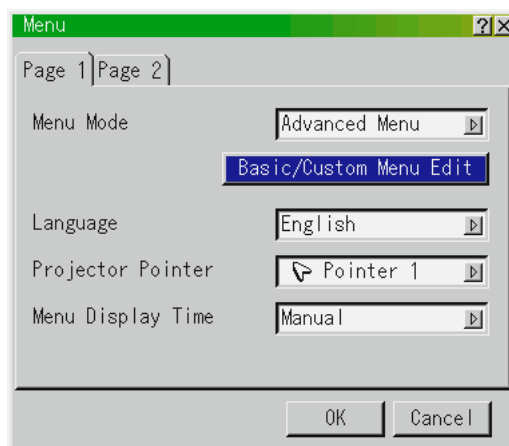 Menu ? ×
Page 1 Page 2
Menu Mode Advanced Menu
Basic/Custom Menu Edit
Language English
Projector Pointer Pointer 1
Menu Display Time Manual
OK Cancel